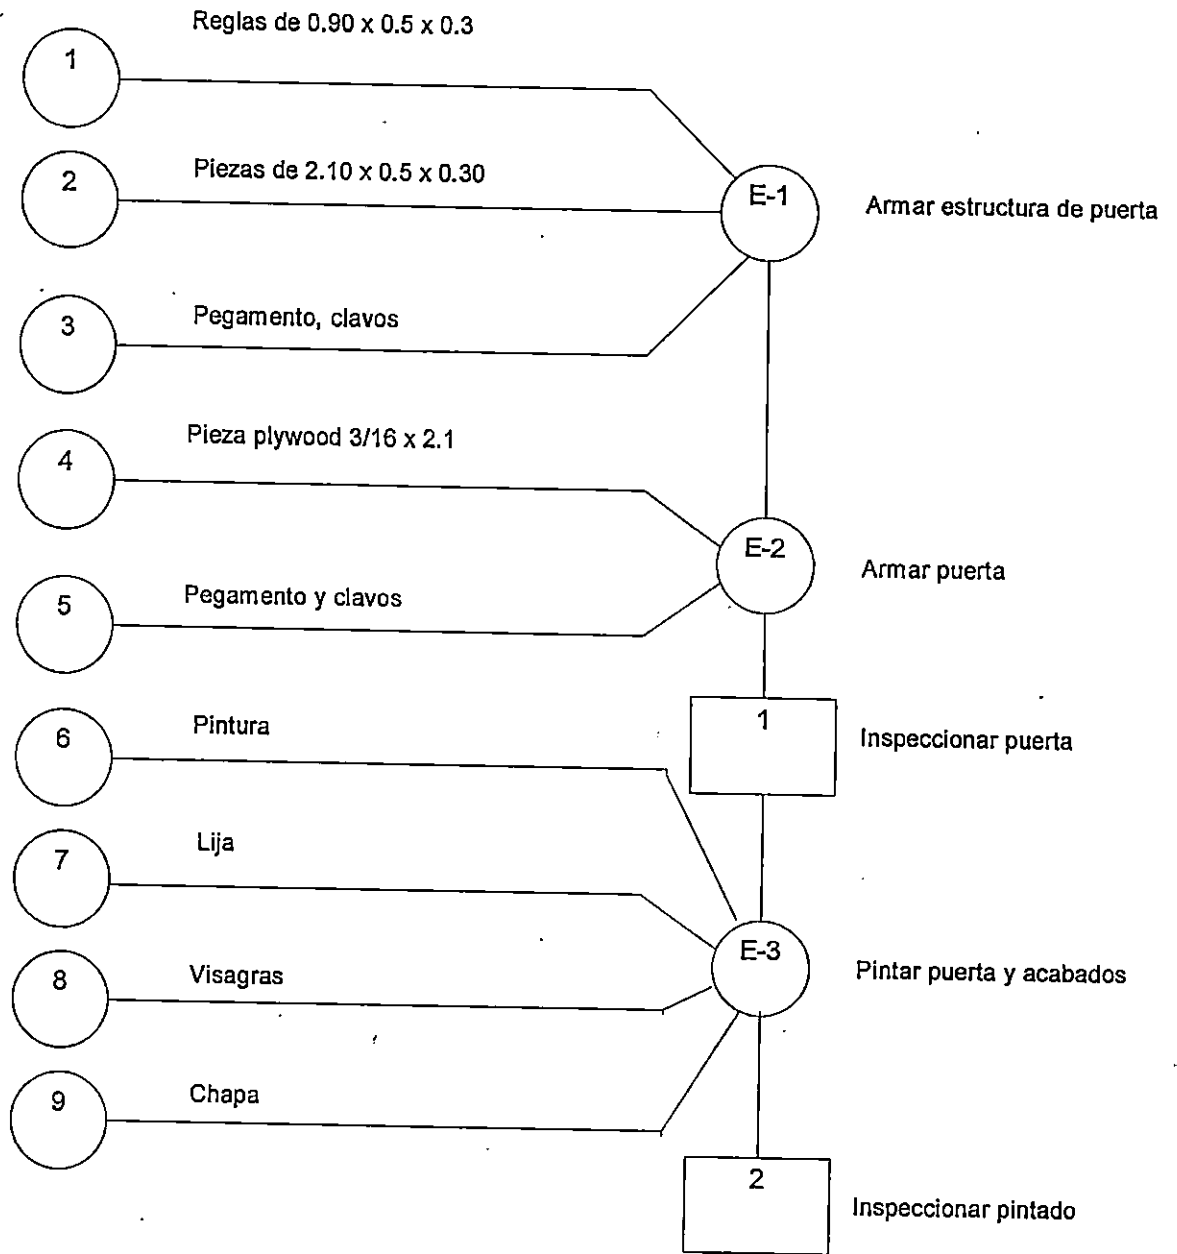 Reglas de 0.90 x 0.5 x 0.3
1
Piezas de 2.10 x 0.5 x 0.30
2
E-1
Armar estructura de puerta
Pegamento, clavos
3
Pieza plywood 3/16 x 2.1
4
E-2
Armar puerta
Pegamento y clavos
5
Pintura
6
1
Inspeccionar puerta
Lija
7
E-3
Pintar puerta y acabados
Visagras
8
Chapa
9
2
Inspeccionar pintado